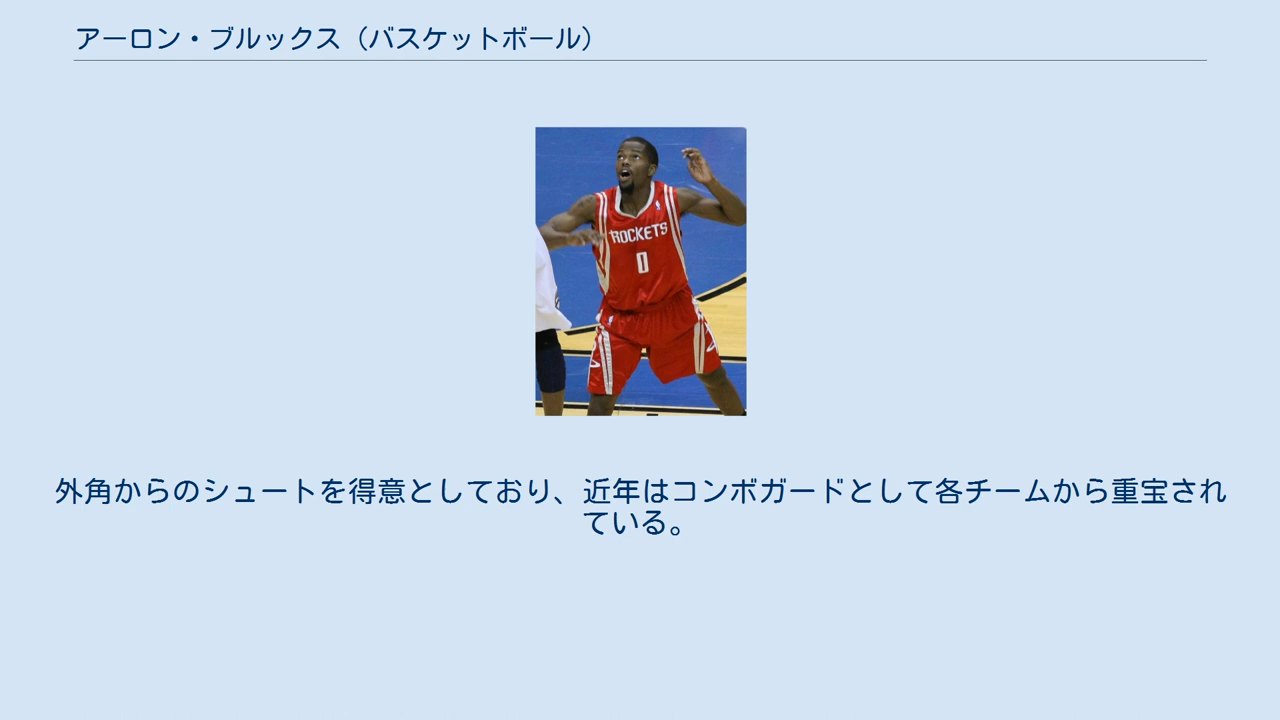 アーロン・ブルックス（バスケットボール）
ROCKETS
0
外角からのシュートを得意としており、近年はコンボガードとして各チームから重宝され
ている。